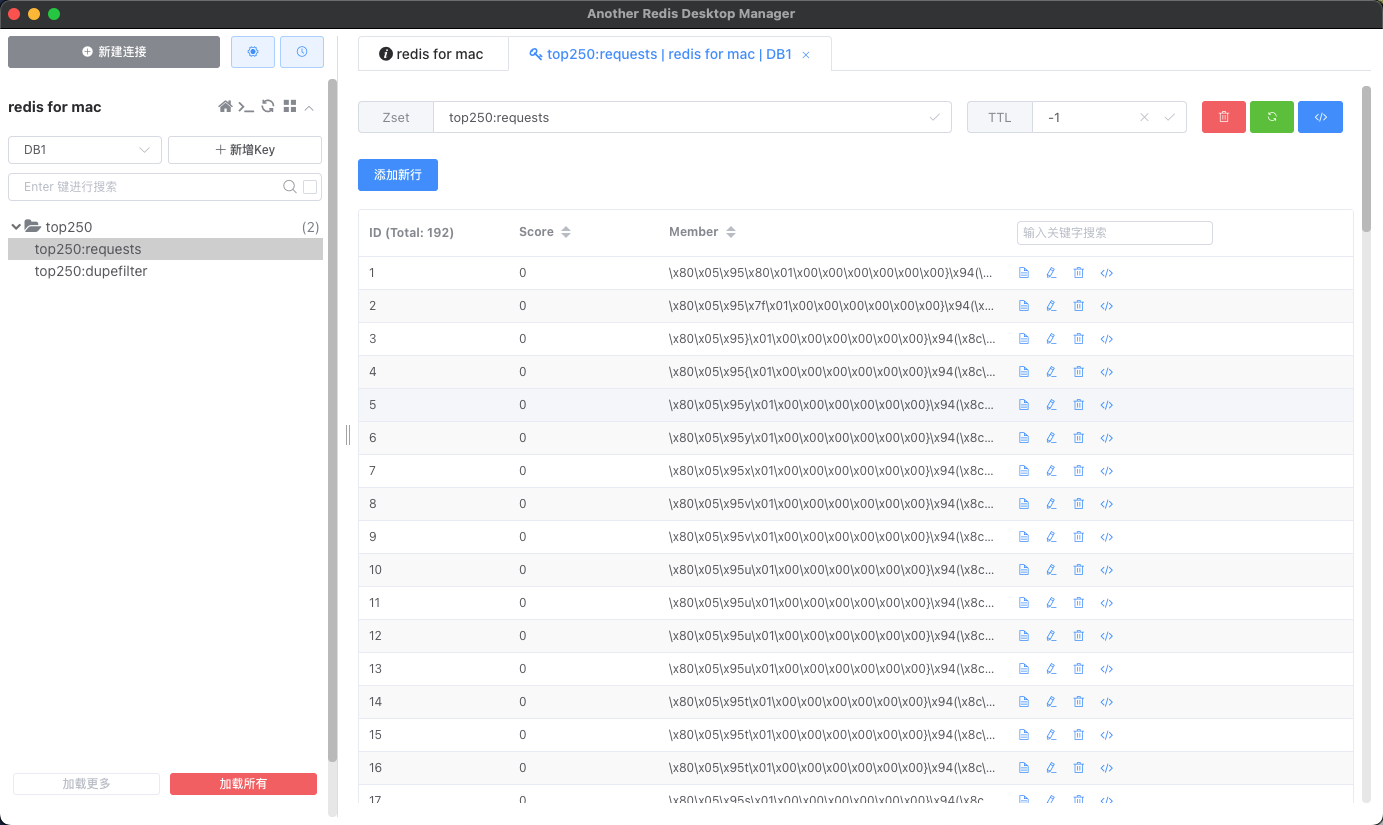 Another Redis Desktop Manager
新建连接
redis for mac
DB1
新增Key
Enter 键进行搜索
top250 (2)
top250:requests
top250:dupefilter
加载更多 加载所有
redis for mac top250:requests | redis for mac | DB1
Zset top250:requests TTL -1
添加新行
ID (Total: 192) Score Member 输入关键字搜索
1 0 \x80\x05\x95\x80\x01\x00\x00\x00\x00\x00\x00}\x94(\...
2 0 \x80\x05\x95\x7f\x01\x00\x00\x00\x00\x00\x00}\x94(\x...
3 0 \x80\x05\x95}\x01\x00\x00\x00\x00\x00\x00}\x94(\x8c\...
4 0 \x80\x05\x95{\x01\x00\x00\x00\x00\x00\x00}\x94(\x8c\...
5 0 \x80\x05\x95y\x01\x00\x00\x00\x00\x00\x00}\x94(\x8c...
6 0 \x80\x05\x95y\x01\x00\x00\x00\x00\x00\x00}\x94(\x8c...
7 0 \x80\x05\x95x\x01\x00\x00\x00\x00\x00\x00}\x94(\x8c...
8 0 \x80\x05\x95v\x01\x00\x00\x00\x00\x00\x00}\x94(\x8c...
9 0 \x80\x05\x95v\x01\x00\x00\x00\x00\x00\x00}\x94(\x8c...
10 0 \x80\x05\x95u\x01\x00\x00\x00\x00\x00\x00}\x94(\x8c...
11 0 \x80\x05\x95u\x01\x00\x00\x00\x00\x00\x00}\x94(\x8c...
12 0 \x80\x05\x95u\x01\x00\x00\x00\x00\x00\x00}\x94(\x8c...
13 0 \x80\x05\x95u\x01\x00\x00\x00\x00\x00\x00}\x94(\x8c...
14 0 \x80\x05\x95t\x01\x00\x00\x00\x00\x00\x00}\x94(\x8c\...
15 0 \x80\x05\x95t\x01\x00\x00\x00\x00\x00\x00}\x94(\x8c\...
16 0 \x80\x05\x95t\x01\x00\x00\x00\x00\x00\x00}\x94(\x8c\...
17 0 \x80\x05\x95s\x01\x00\x00\x00\x00\x00\x00}\x94(\x8c